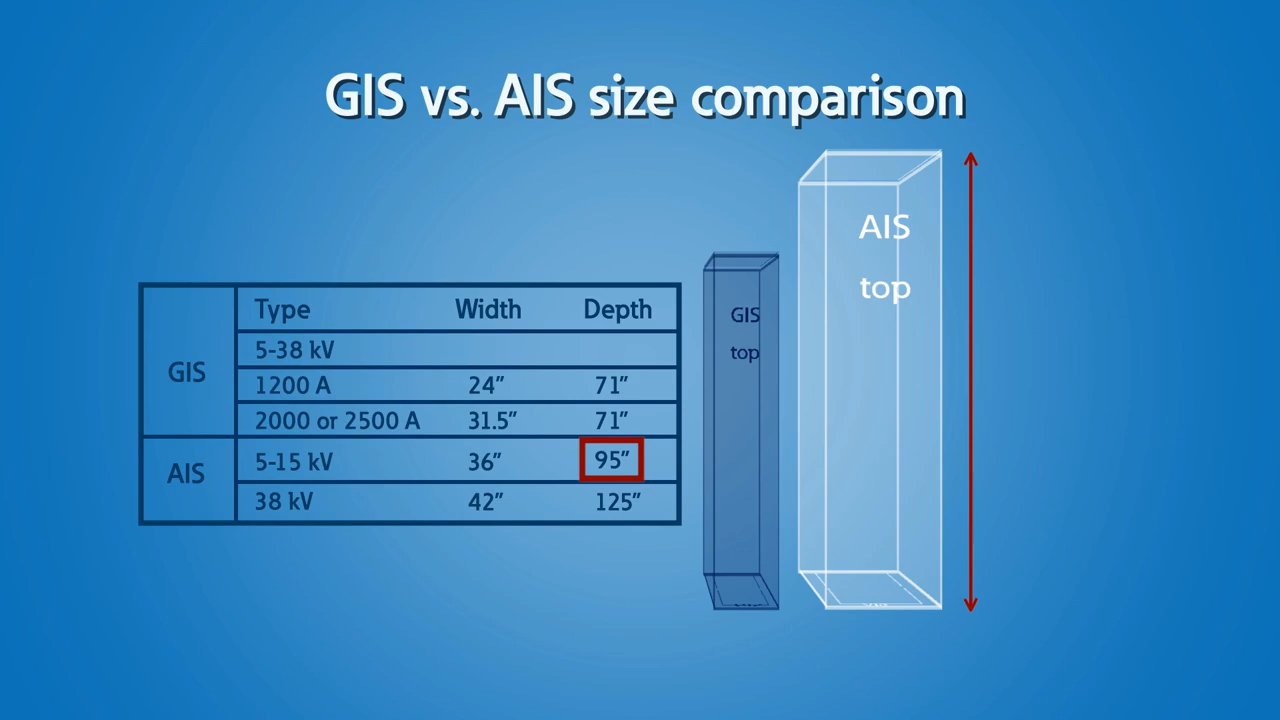 GIS vs. AIS size comparison
Type Width Depth
GIS
5-38 kV
1200 A 24” 71”
2000 or 2500 A 31.5” 71”
AIS
5-15 kV 36” 95”
38 kV 42” 125”
GIS
top
AIS
top